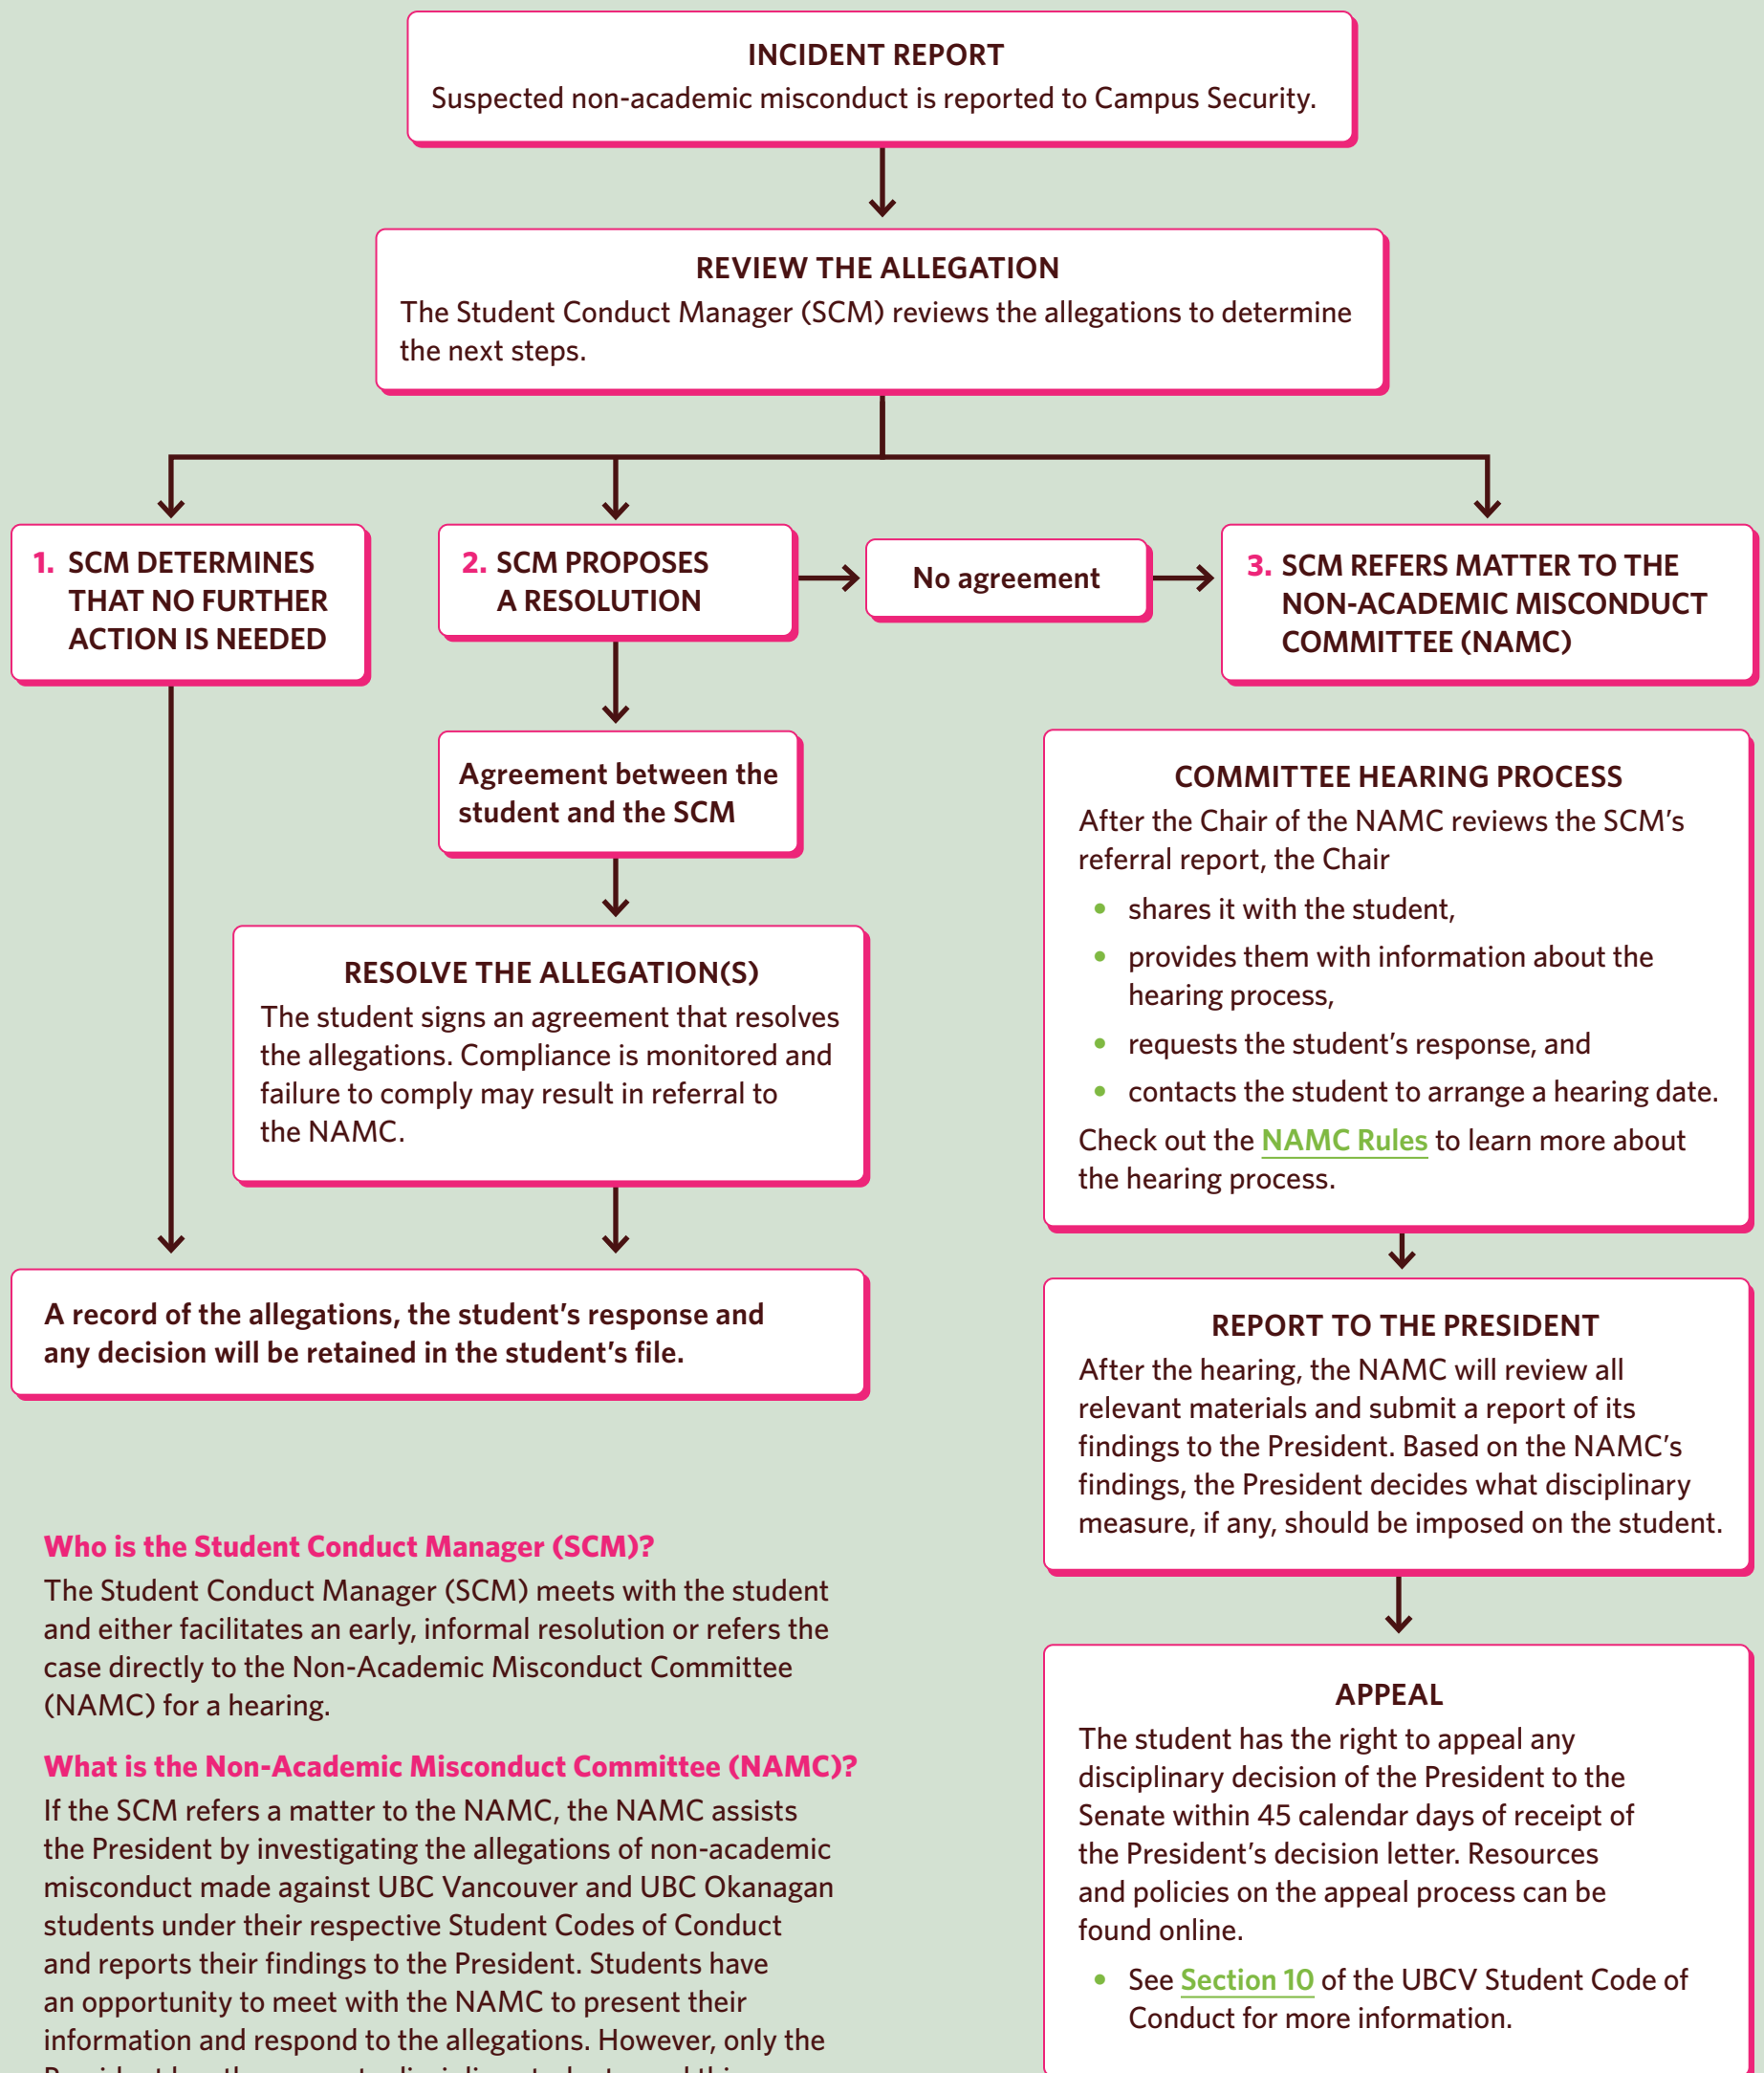 INCIDENT REPORT
Suspected non-academic misconduct is reported to Campus Security.
REVIEW THE ALLEGATION
The Student Conduct Manager (SCM) reviews the allegations to determine
the next steps.
1. SCM DETERMINES
THAT NO FURTHER
ACTION IS NEEDED
2. SCM PROPOSES
A RESOLUTION
No agreement
3. SCM REFERS MATTER TO THE
NON-ACADEMIC MISCONDUCT
COMMITTEE (NAMC)
Agreement between the
student and the SCM
RESOLVE THE ALLEGATION(S)
The student signs an agreement that resolves
the allegations. Compliance is monitored and
failure to comply may result in referral to
the NAMC.
A record of the allegations, the student’s response and
any decision will be retained in the student’s file.
COMMITTEE HEARING PROCESS
After the Chair of the NAMC reviews the SCM’s
referral report, the Chair
• shares it with the student,
• provides them with information about the
hearing process,
• requests the student’s response, and
• contacts the student to arrange a hearing date.
Check out the NAMC Rules to learn more about
the hearing process.
REPORT TO THE PRESIDENT
After the hearing, the NAMC will review all
relevant materials and submit a report of its
findings to the President. Based on the NAMC’s
findings, the President decides what disciplinary
measure, if any, should be imposed on the student.
APPEAL
The student has the right to appeal any
disciplinary decision of the President to the
Senate within 45 calendar days of receipt of
the President’s decision letter. Resources
and policies on the appeal process can be
found online.
• See Section 10 of the UBCV Student Code of
Conduct for more information.
Who is the Student Conduct Manager (SCM)?
The Student Conduct Manager (SCM) meets with the student
and either facilitates an early, informal resolution or refers the
case directly to the Non-Academic Misconduct Committee
(NAMC) for a hearing.
What is the Non-Academic Misconduct Committee (NAMC)?
If the SCM refers a matter to the NAMC, the NAMC assists
the President by investigating the allegations of non-academic
misconduct made against UBC Vancouver and UBC Okanagan
students under their respective Student Codes of Conduct
and reports their findings to the President. Students have
an opportunity to meet with the NAMC to present their
information and respond to the allegations. However, only the